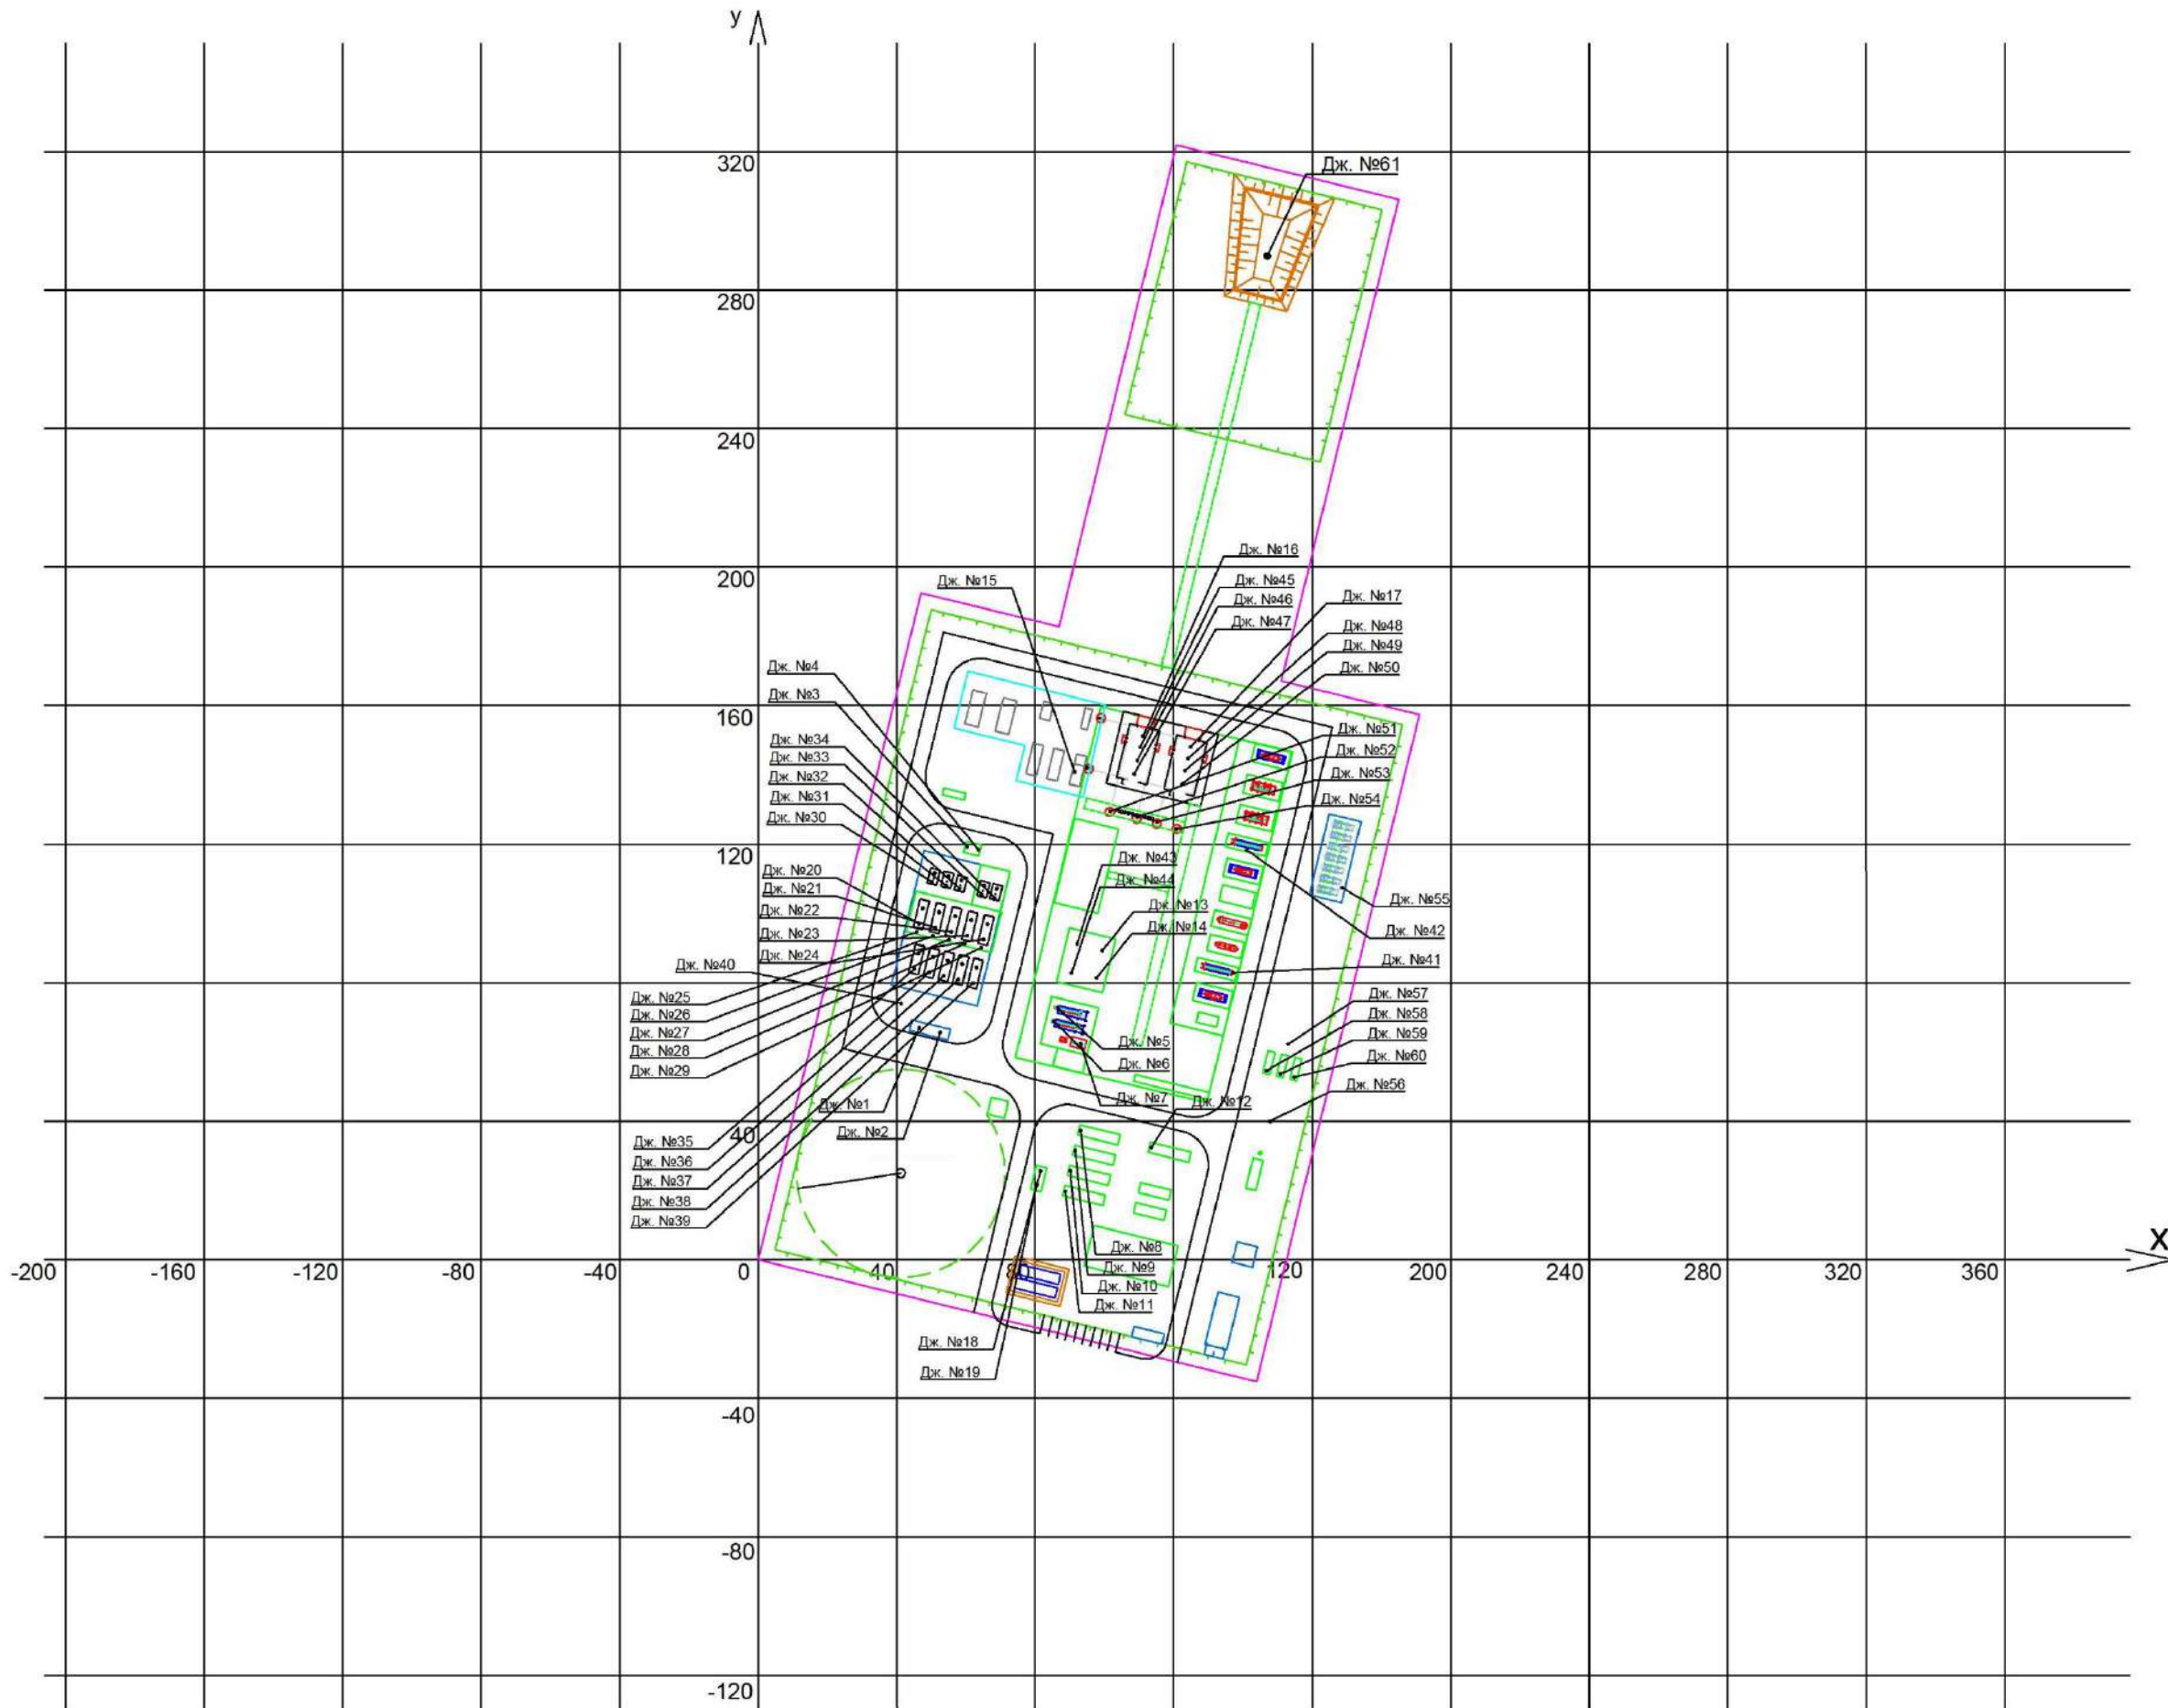 y
320
Дж. №61
280
240
Дж. №16
200
Дж. №15
Дж. №45
Дж. №46
Дж. №17
Дж. №47
Дж. №48
Дж. №49
Дж. №4
Дж. №50
Дж. №3
160
Дж. №51
Дж. №34
Дж. №52
Дж. №33
Дж. №32
Дж. №53
Дж. №31
Дж. №54
Дж. №30
120
Дж. №43
Дж. №20
Дж. №44
Дж. №21
Дж. №55
Дж. №22
Дж. №13
Дж. №14
Дж. №23
Дж. №42
Дж. №24
Дж. №41
Дж. №40
Дж. №57
Дж. №25
Дж. №58
Дж. №26
Дж. №59
Дж. №27
Дж. №5
Дж. №28
Дж. №60
Дж. №6
Дж. №29
Дж. №56
Дж. №7
Дж. №12
Дж. №1
Дж. №2
40
Дж. №35
Дж. №36
Дж. №37
Дж. №38
Дж. №39
X
Дж. №8
Дж. №9
-200
-160
-120
-80
-40
0
40
80
120
200
240
280
320
360
Дж. №10
Дж. №11
Дж. №18
Дж. №19
-40
-80
-120